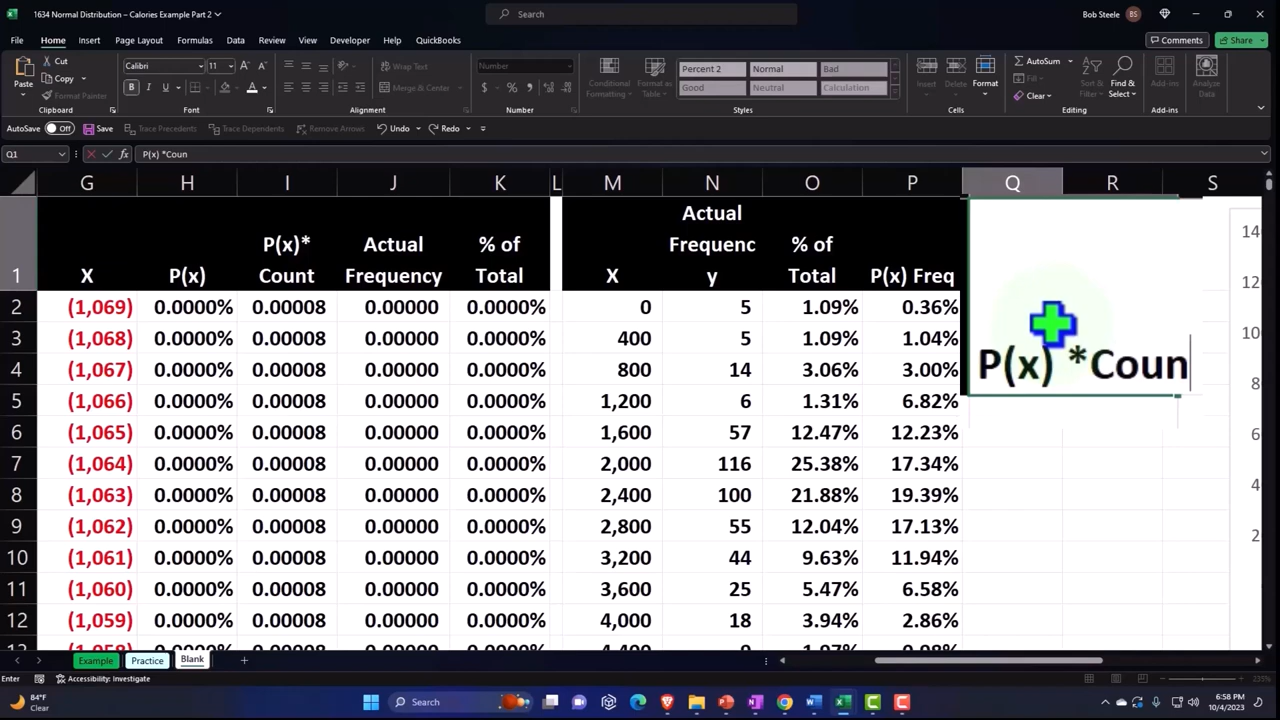 1634 Normal Distribution – Calories Example Part 2
Search
Bob Steele BS
File Home Insert Page Layout Formulas Data Review View Developer Help QuickBooks
Comments Share
Paste
Cut
Copy
Format Painter
Clipboard
Calibri 11
Font
Wrap Text
Merge & Center
Alignment
Number
Number
Conditional Formatting
Format as Table
Percent 2 Normal Bad
Good Neutral Calculation
Styles
Insert Delete Format
Cells
AutoSum
Fill
Clear
Sort & Filter
Find & Select
Editing
Add-ins
Add-ins
Analyze Data
AutoSave Off Save Trace Precedents Trace Dependents Remove Arrows Undo Redo
Q1 fx P(x) *Coun
G H I J K L M N O P Q R S
1 X P(x) P(x)* Count Actual Frequency % of Total X Actual Frequenc y % of Total P(x) Freq P(x) *Coun
2 (1,069) 0.0000% 0.00008 0.00000 0.0000% 0 5 1.09% 0.36%
3 (1,068) 0.0000% 0.00008 0.00000 0.0000% 400 5 1.09% 1.04%
4 (1,067) 0.0000% 0.00008 0.00000 0.0000% 800 14 3.06% 3.00%
5 (1,066) 0.0000% 0.00008 0.00000 0.0000% 1,200 6 1.31% 6.82%
6 (1,065) 0.0000% 0.00008 0.00000 0.0000% 1,600 57 12.47% 12.23%
7 (1,064) 0.0000% 0.00008 0.00000 0.0000% 2,000 116 25.38% 17.34%
8 (1,063) 0.0000% 0.00008 0.00000 0.0000% 2,400 100 21.88% 19.39%
9 (1,062) 0.0000% 0.00008 0.00000 0.0000% 2,800 55 12.04% 17.13%
10 (1,061) 0.0000% 0.00008 0.00000 0.0000% 3,200 44 9.63% 11.94%
11 (1,060) 0.0000% 0.00008 0.00000 0.0000% 3,600 25 5.47% 6.58%
12 (1,059) 0.0000% 0.00008 0.00000 0.0000% 4,000 18 3.94% 2.86%
Example Practice Blank
Enter Accessibility: Investigate 235%
84°F
Clear
Search
6:58 PM
10/4/2023